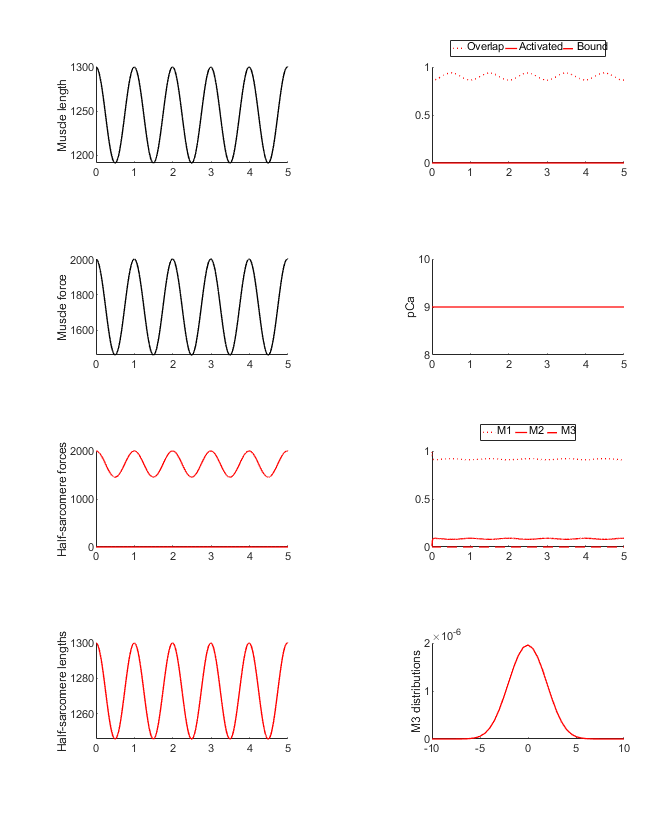 Muscle length
1300
1250
1200
0 1 2 3 4 5
Overlap Activated Bound
1
0.5
0
0 1 2 3 4 5
Muscle force
2000
1800
1600
0 1 2 3 4 5
pCa
10
9
8
0 1 2 3 4 5
Half-sarcomere forces
2000
1000
0
0 1 2 3 4 5
M1 M2 M3
1
0.5
0
0 1 2 3 4 5
Half-sarcomere lengths
1300
1280
1260
0 1 2 3 4 5
M3 distributions
×10-6
2
1
0
-10 -5 0 5 10